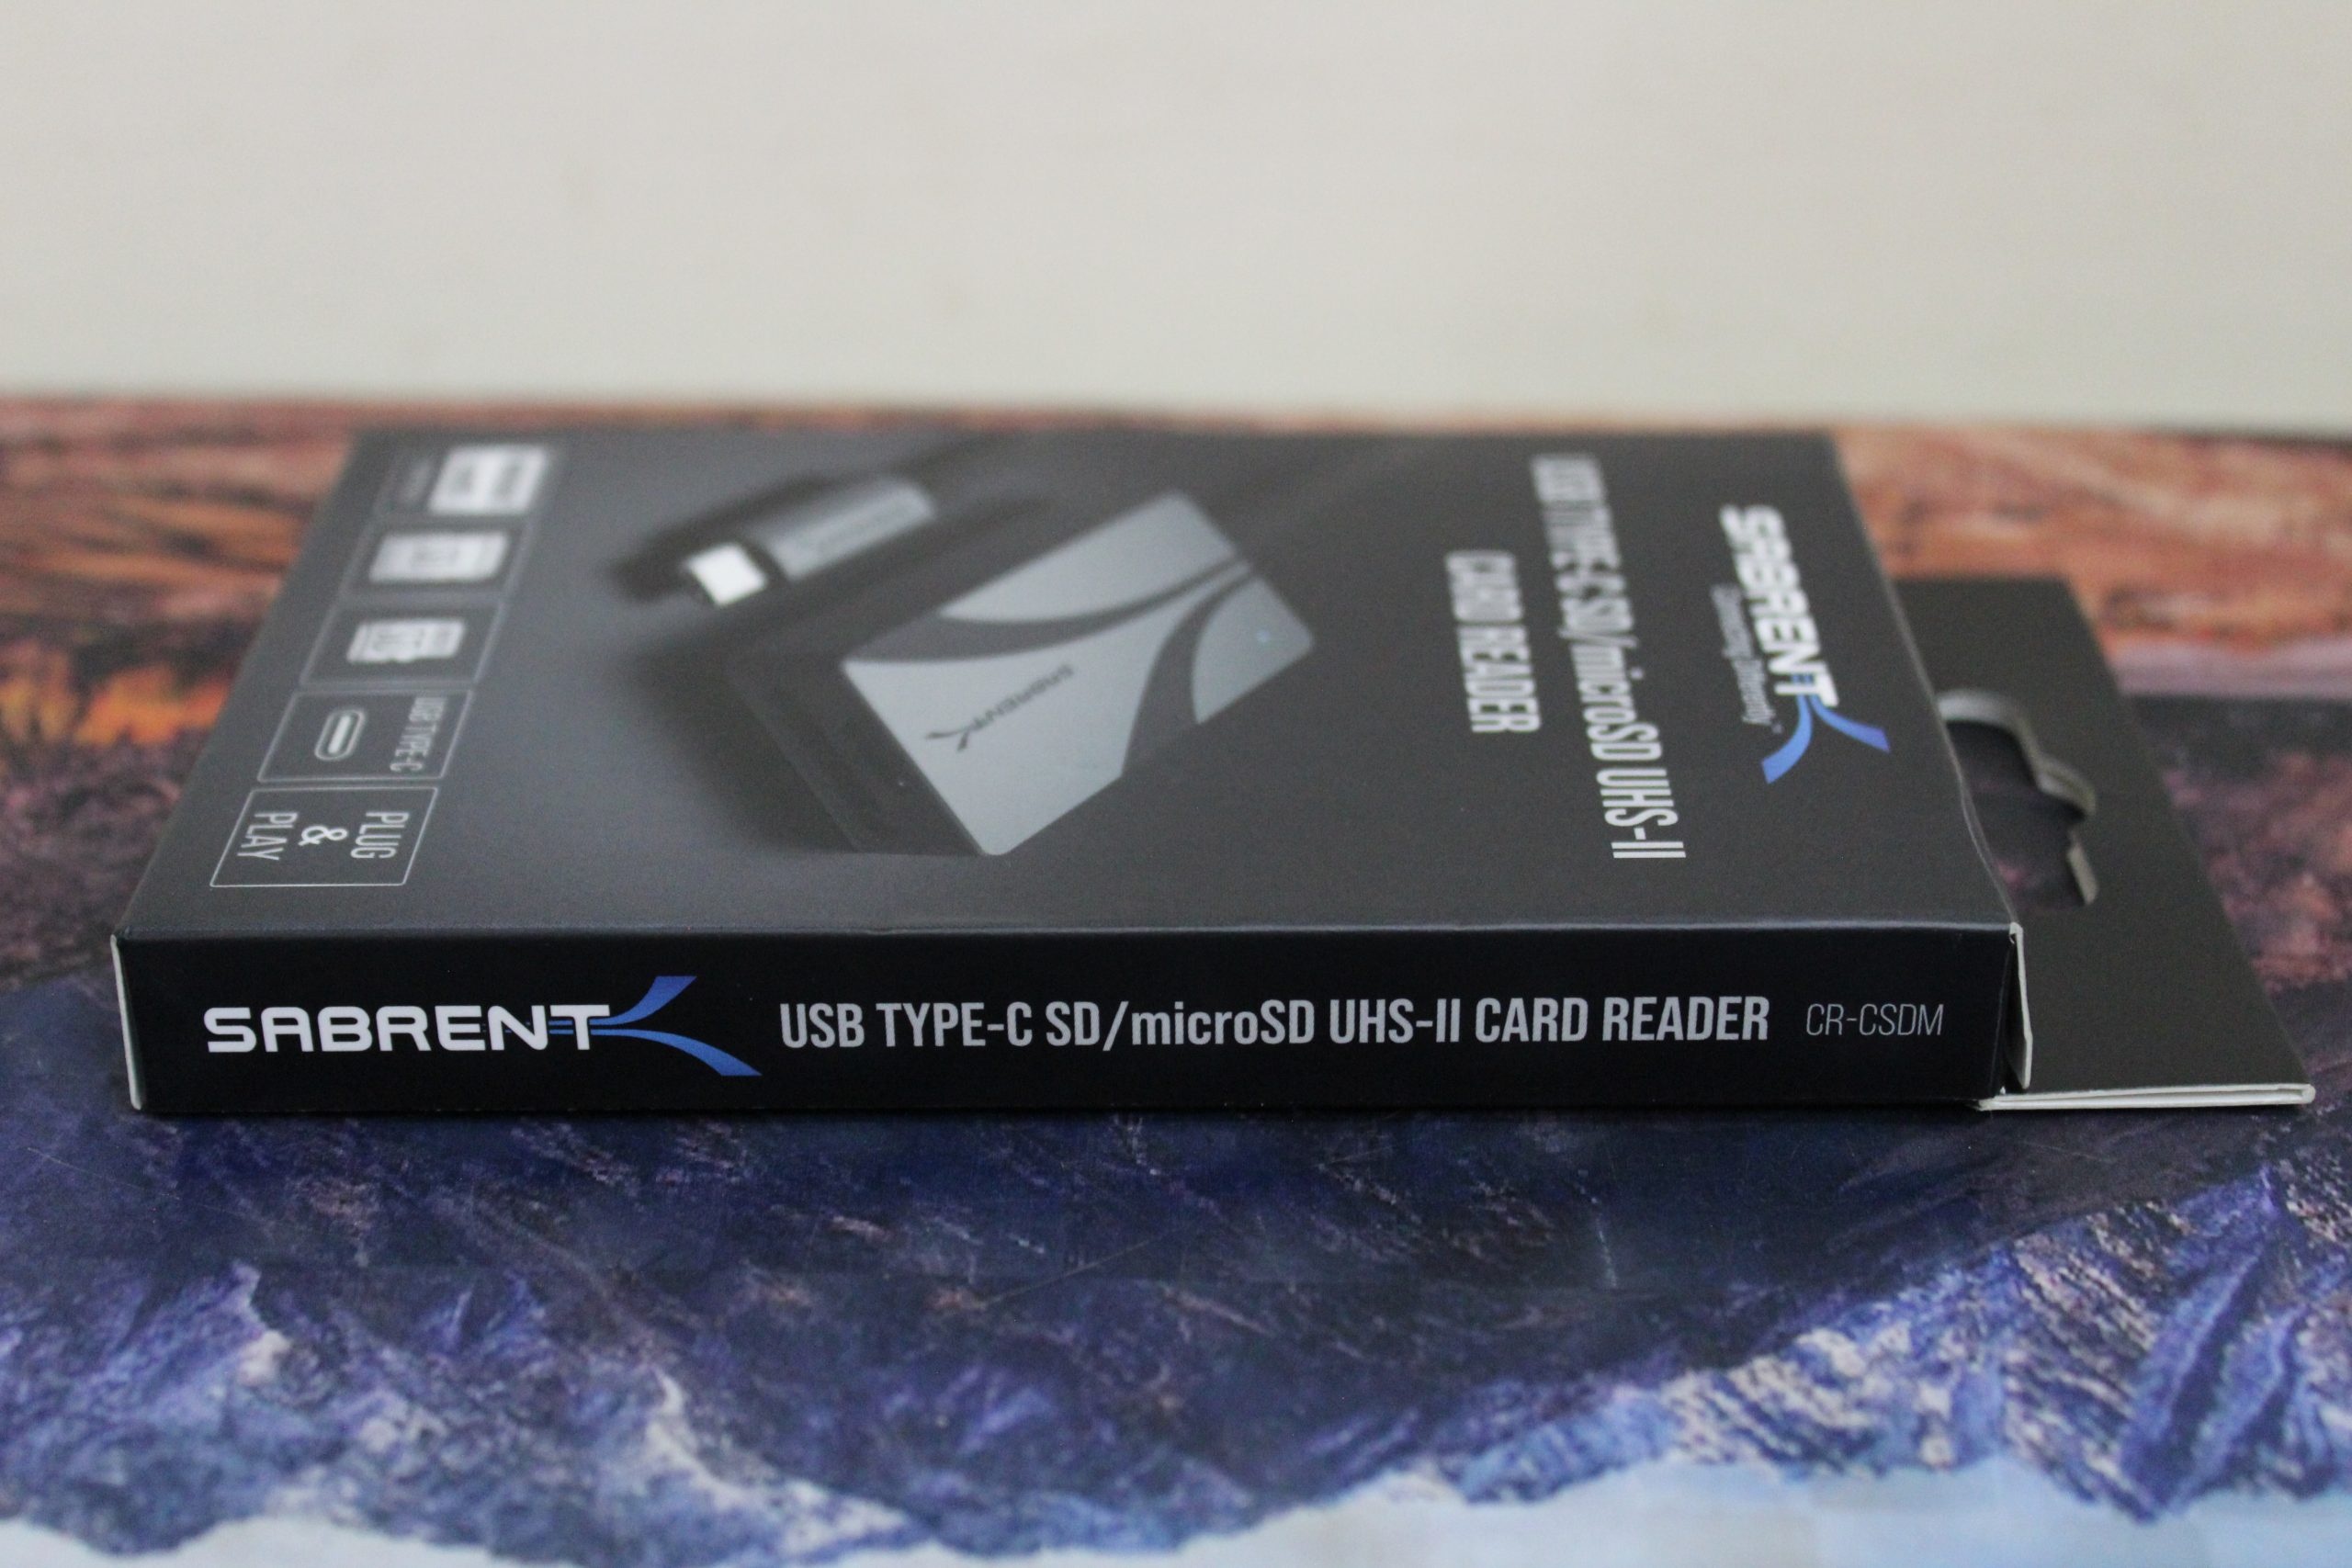 SABRENT
USB TYPE-C SD/microSD UHS-II
CARD READER
SABRENT
USB TYPE-C
PLUG
&
PLAY
SABRENT USB TYPE-C SD/microSD UHS-II CARD READER CR-CSDM